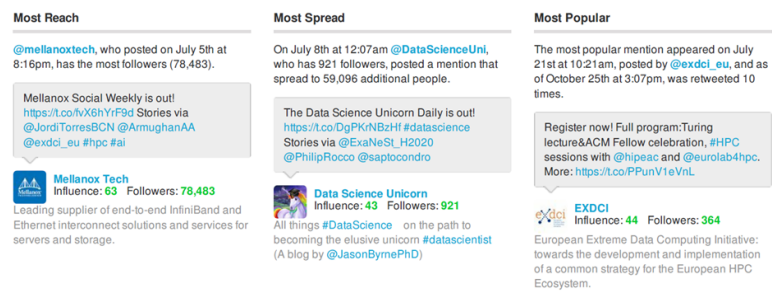 Most Reach
@mellanoxtech, who posted on July 5th at
8:16pm, has the most followers (78,483).
Mellanox Social Weekly is out!
https://t.co/fvX6hYrF9d Stories via
@JordiTorresBCN @ArmughanAA
@exdci_eu #hpc #ai
Mellanox
Mellanox Tech
Influence: 63 Followers: 78,483
Leading supplier of end-to-end InfiniBand and
Ethernet interconnect solutions and services for
servers and storage.
Most Spread
On July 8th at 12:07am @DataScienceUni,
who has 921 followers, posted a mention that
spread to 59,096 additional people.
The Data Science Unicorn Daily is out!
https://t.co/DgPKrNBzHf #datascience
Stories via @ExaNeSt_H2020
@PhilipRocco @saptocondro
Data Science Unicorn
Influence: 43 Followers: 921
All things #DataScience on the path to
becoming the elusive unicorn #datascientist
(A blog by @JasonByrnePhD)
Most Popular
The most popular mention appeared on July
21st at 10:21am, posted by @exdci_eu, and as
of October 25th at 3:07pm, was retweeted 10
times.
Register now! Full program:Turing
lecture&ACM Fellow celebration, #HPC
sessions with @hipeac and @eurolab4hpc.
More: https://t.co/PPunV1eVnL
exdci
EXDCI
Influence: 44 Followers: 364
European Extreme Data Computing Initiative:
towards the development and implementation
of a common strategy for the European HPC
Ecosystem.